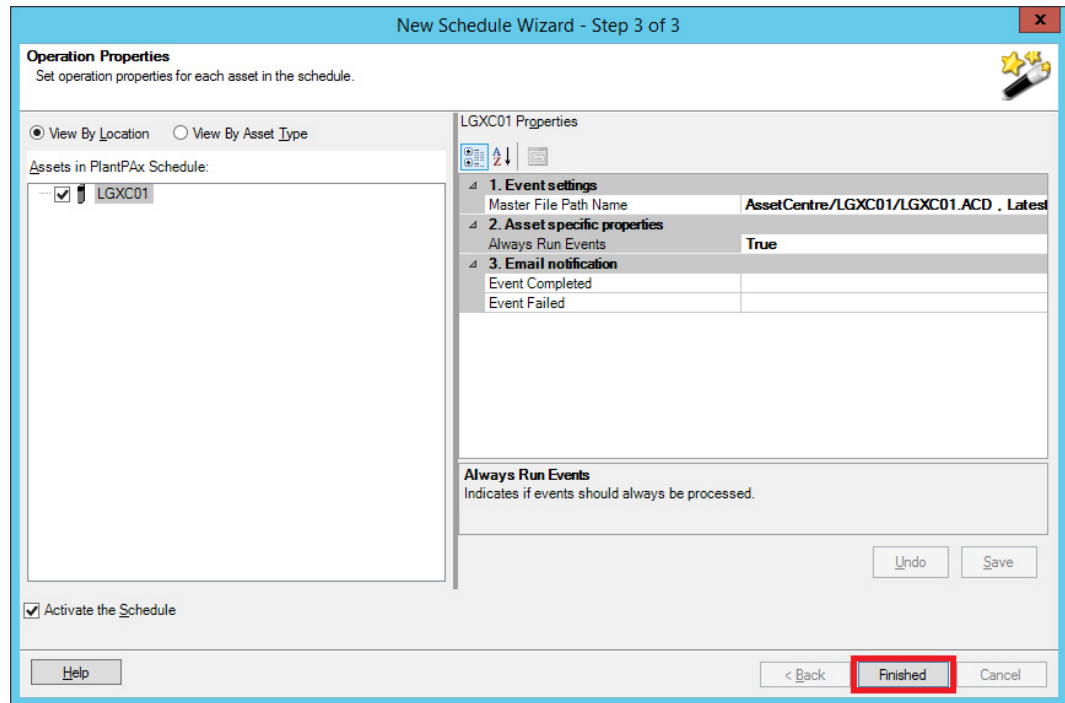 New Schedule Wizard - Step 3 of 3
x
Operation Properties
Set operation properties for each asset in the schedule.
View By Location View By Asset Type
Assets in PlantPAx Schedule:
LGXC01
LGXC01 Properties
1. Event settings
Master File Path Name AssetCentre/LGXC01/LGXC01.ACD , Latest
2. Asset specific properties
Always Run Events True
3. Email notification
Event Completed
Event Failed
Always Run Events
Indicates if events should always be processed.
Undo Save
Activate the Schedule
Help < Back Finished Cancel